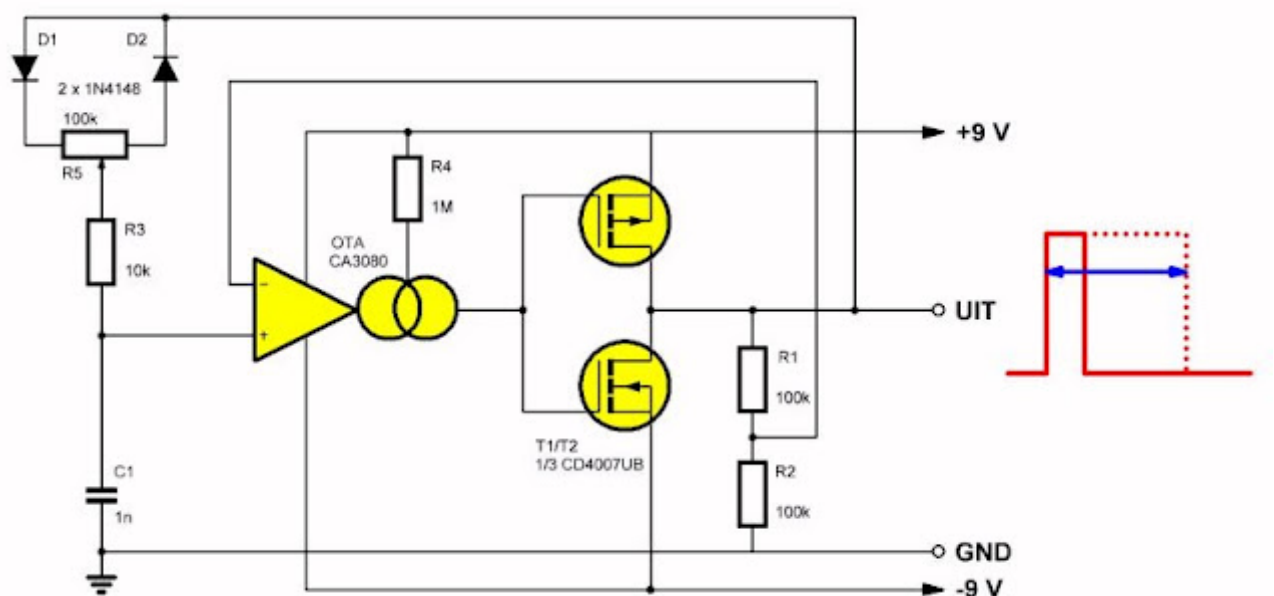 D1
D2
2 x 1N4148
100k
R5
R3
10k
C1
1n
R4
1M
OTA
CA3080
−
+
T1/T2
1/3 CD4007UB
R1
100k
R2
100k
+9 V
UIT
GND
-9 V